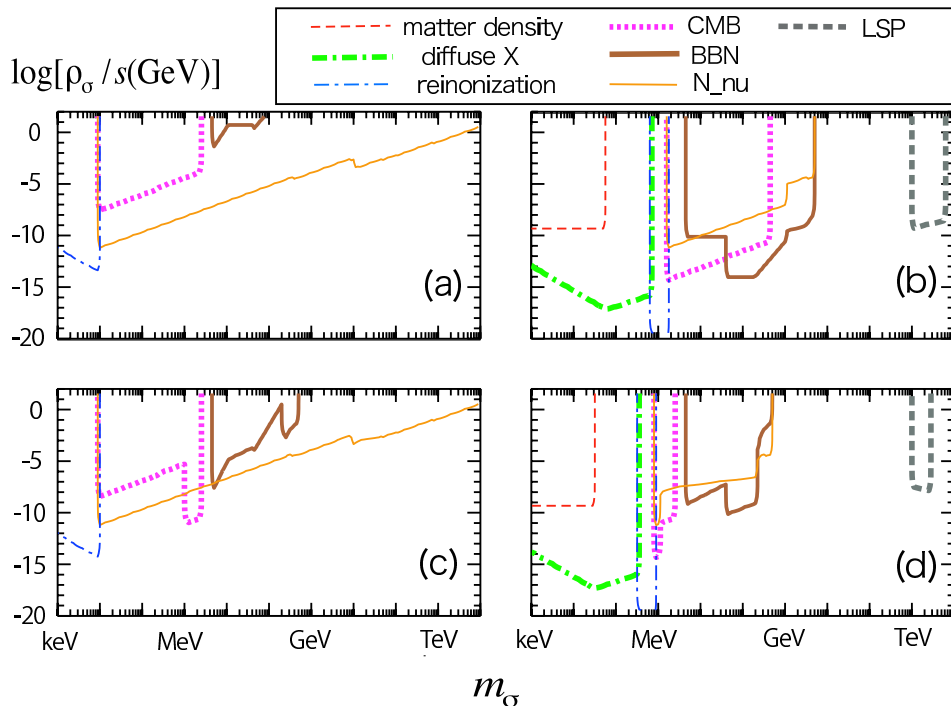 matter density CMB LSP
diffuse X BBN
reinonization N_nu
log[ρσ /s(GeV)]
0
-5
-10
-15
-20
(a)
(b)
0
-5
-10
-15
-20
(c)
(d)
keV MeV GeV TeV
keV MeV GeV TeV
mσ